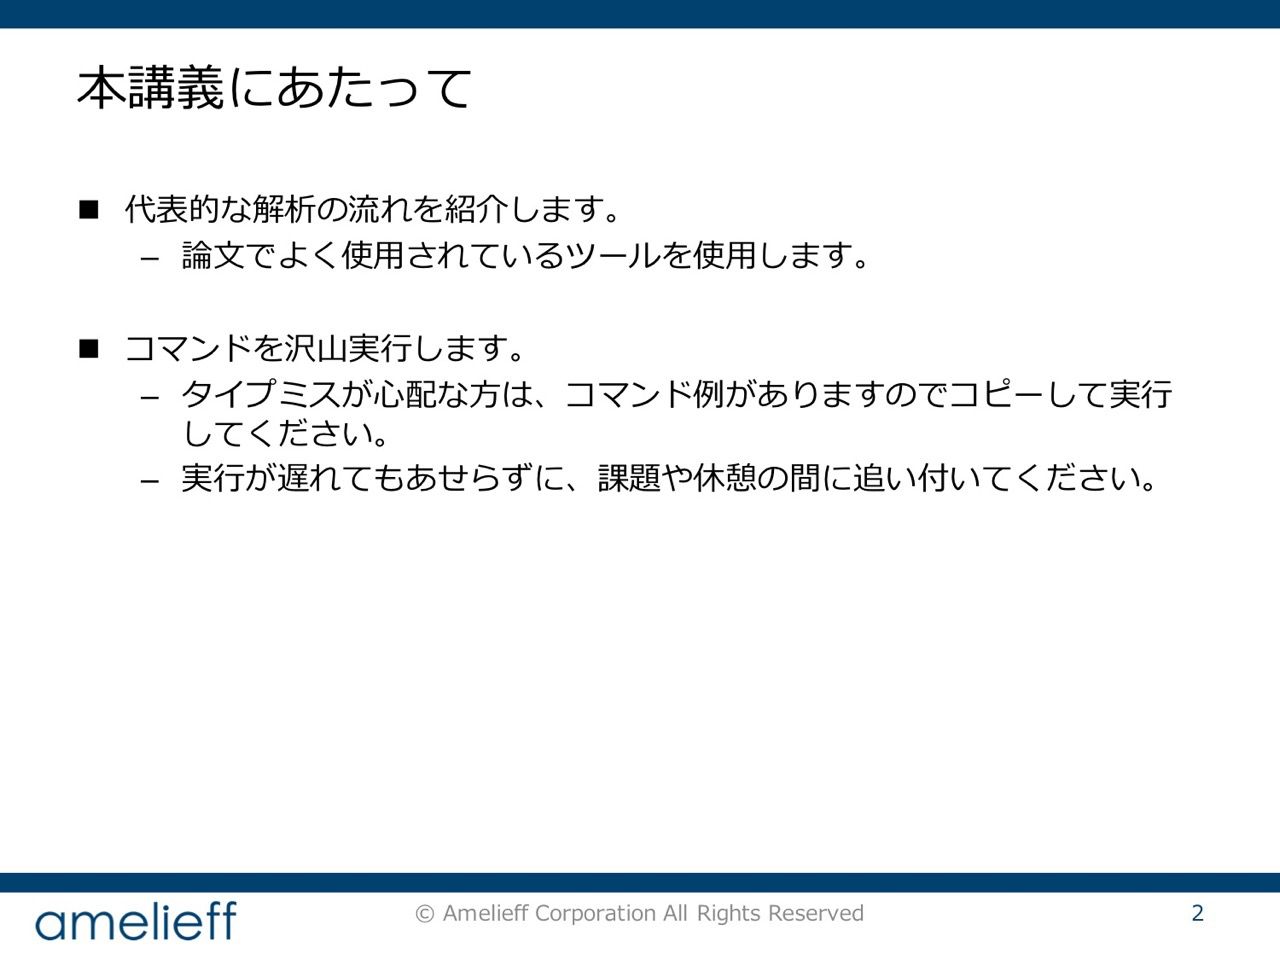 本講義にあたって
■ 代表的な解析の流れを紹介します。
– 論文でよく使用されているツールを使用します。
■ コマンドを沢山実行します。
– タイプミスが心配な方は、コマンド例がありますのでコピーして実行
してください。
– 実行が遅れてもあせらずに、課題や休憩の間に追い付いてください。
amelieff
© Amelieff Corporation All Rights Reserved
2